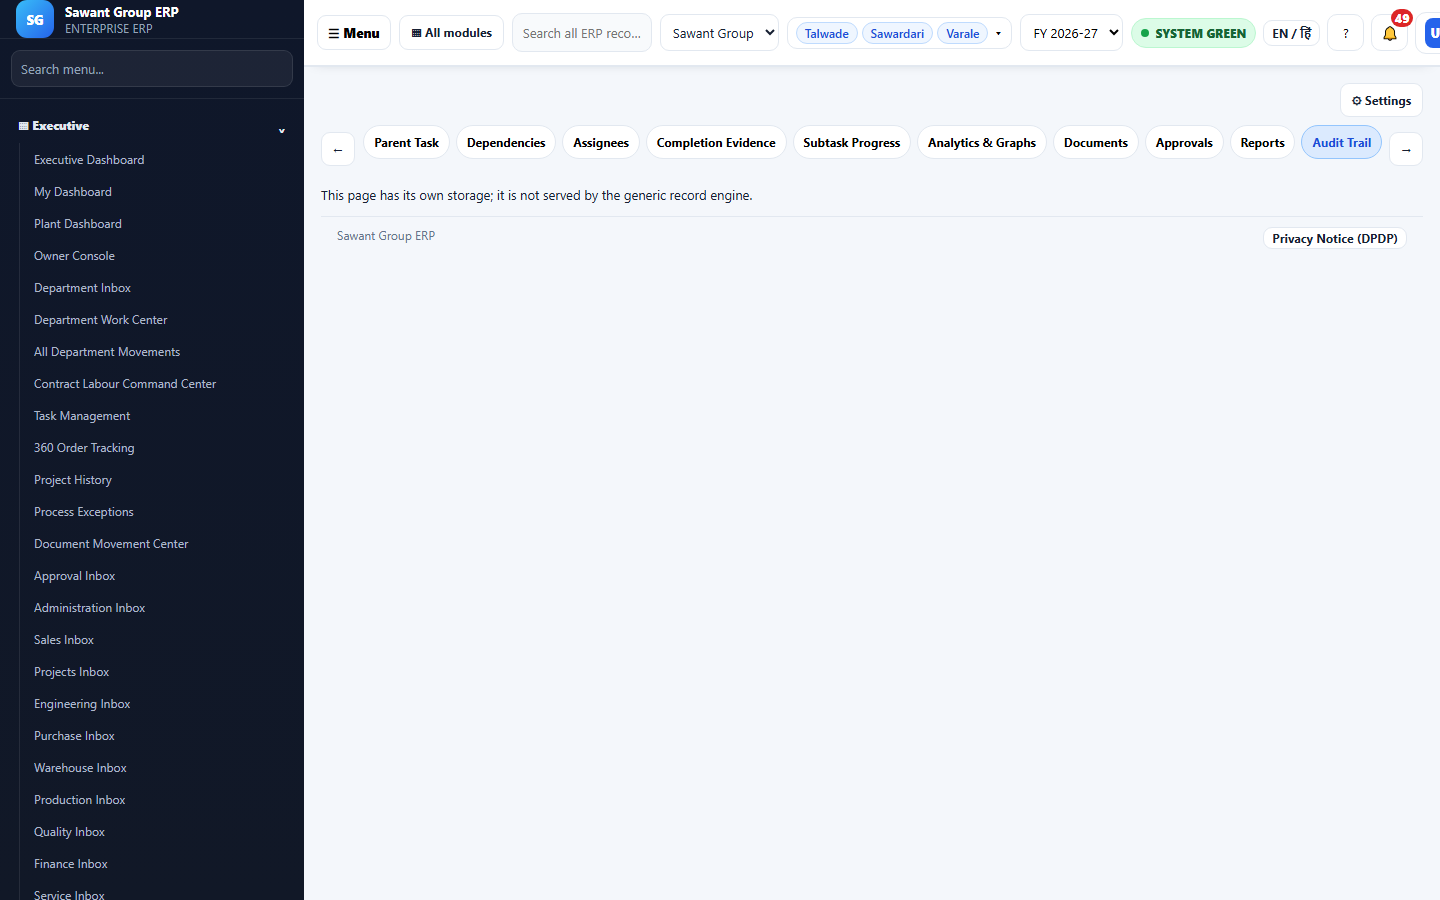 SG
Sawant Group ERP
ENTERPRISE ERP
Search menu...
Executive
Executive Dashboard
My Dashboard
Plant Dashboard
Owner Console
Department Inbox
Department Work Center
All Department Movements
Contract Labour Command Center
Task Management
360 Order Tracking
Project History
Process Exceptions
Document Movement Center
Approval Inbox
Administration Inbox
Sales Inbox
Projects Inbox
Engineering Inbox
Purchase Inbox
Warehouse Inbox
Production Inbox
Quality Inbox
Finance Inbox
Service Inbox
☰ Menu
All modules
Search all ERP reco...
Sawant Group
Talwade
Sawardari
Varale
FY 2026-27
SYSTEM GREEN
EN / हिं
?
49
U
⚙ Settings
←
Parent Task
Dependencies
Assignees
Completion Evidence
Subtask Progress
Analytics & Graphs
Documents
Approvals
Reports
Audit Trail
→
This page has its own storage; it is not served by the generic record engine.
Sawant Group ERP
Privacy Notice (DPDP)